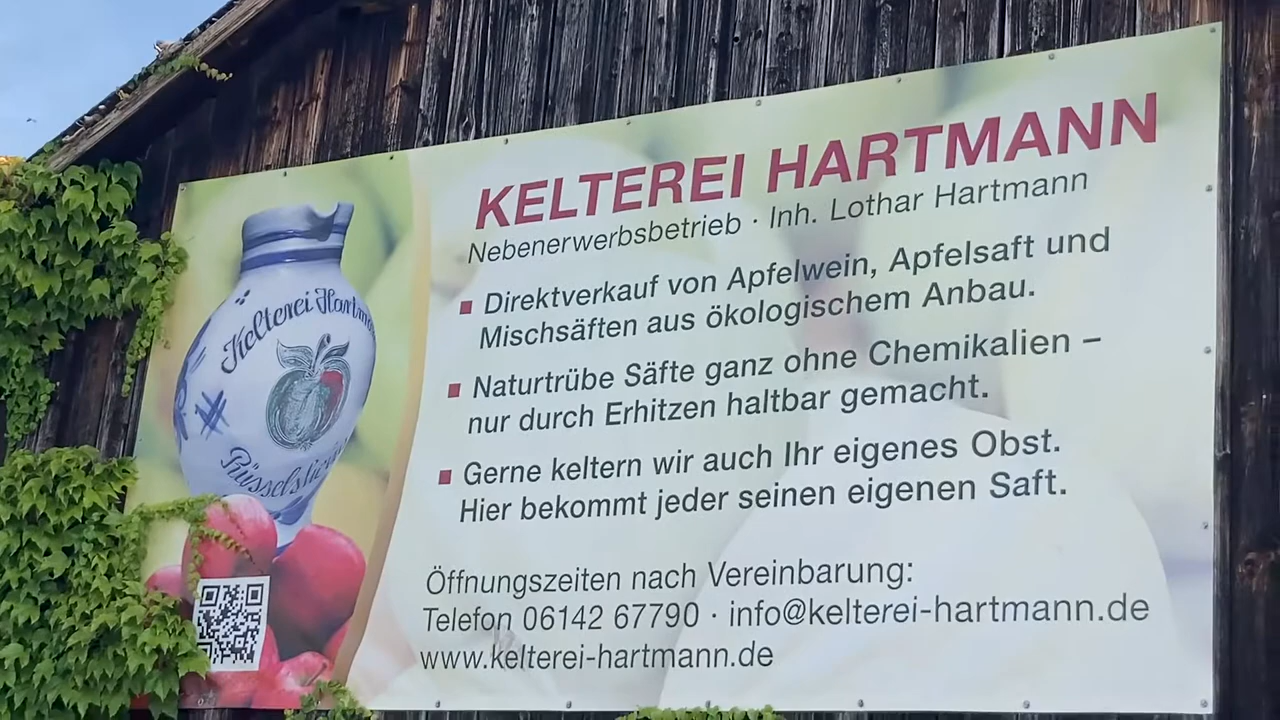 KELTEREI HARTMANN
Nebenerwerbsbetrieb · Inh. Lothar Hartmann
▪ Direktverkauf von Apfelwein, Apfelsaft und
Mischsäften aus ökologischem Anbau.
▪ Naturtrübe Säfte ganz ohne Chemikalien –
nur durch Erhitzen haltbar gemacht.
▪ Gerne keltern wir auch Ihr eigenes Obst.
Hier bekommt jeder seinen eigenen Saft.
Öffnungszeiten nach Vereinbarung:
Telefon 06142 67790 · info@kelterei-hartmann.de
www.kelterei-hartmann.de
Kelterei